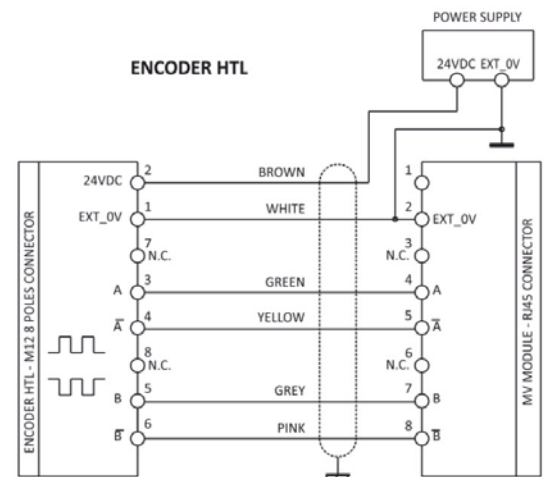 POWER SUPPLY
24VDC EXT_0V
ENCODER HTL
ENCODER HTL - M12 8 POLES CONNECTOR
24VDC 2 BROWN 1
EXT_0V 1 WHITE 2 EXT_0V
7 N.C. N.C. 3
A 3 GREEN 4 A
A̅ 4 YELLOW 5 A̅
8 N.C. N.C. 6
B 5 GREY 7 B
B̅ 6 PINK 8 B̅
MV MODULE - RJ45 CONNECTOR